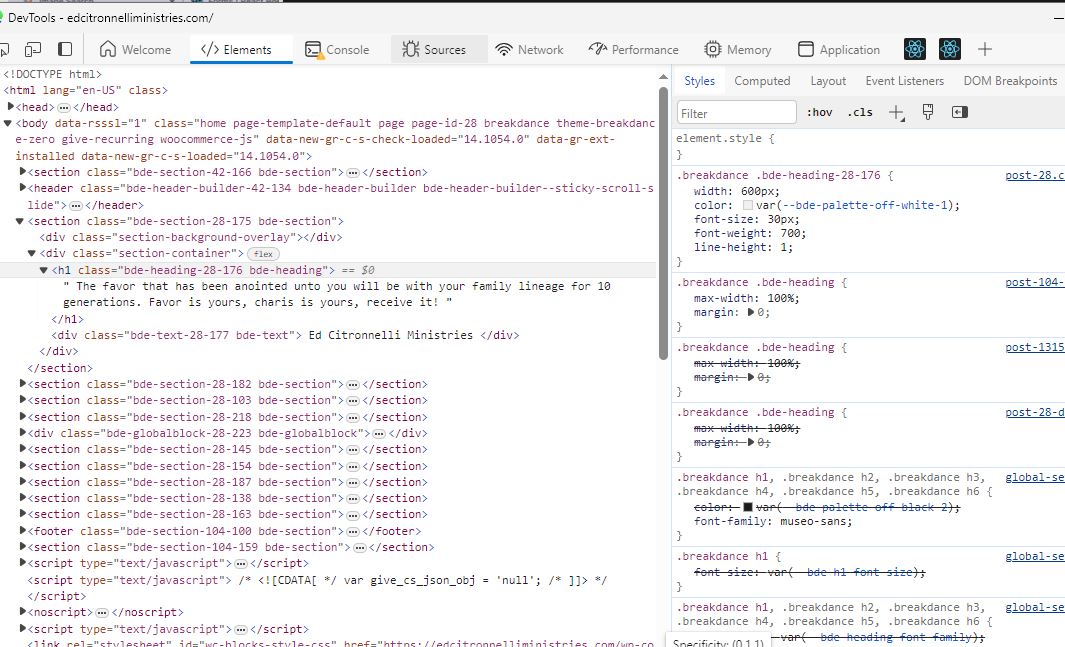 DevTools - edcitronnelliministries.com/
Welcome
</> Elements
Console
Sources
Network
Performance
Memory
Application
<!DOCTYPE html>
<html lang="en-US" class>
<head> </head>
<body data-rsssl="1" class="home page-template-default page page-id-28 breakdance theme-breakdanc
e-zero give-recurring woocommerce-js" data-new-gr-c-s-check-loaded="14.1054.0" data-gr-ext-
installed data-new-gr-c-s-loaded="14.1054.0">
<section class="bde-section-42-166 bde-section"> </section>
<header class="bde-header-builder-42-134 bde-header-builder bde-header-builder--sticky-scroll-s
lide"> </header>
<section class="bde-section-28-175 bde-section">
<div class="section-background-overlay"></div>
<div class="section-container"> flex
<h1 class="bde-heading-28-176 bde-heading"> == $0
" The favor that has been anointed unto you will be with your family lineage for 10
generations. Favor is yours, charis is yours, receive it! "
</h1>
<div class="bde-text-28-177 bde-text"> Ed Citronnelli Ministries </div>
</div>
</section>
<section class="bde-section-28-182 bde-section"> </section>
<section class="bde-section-28-103 bde-section"> </section>
<section class="bde-section-28-218 bde-section"> </section>
<div class="bde-globalblock-28-223 bde-globalblock"> </div>
<section class="bde-section-28-145 bde-section"> </section>
<section class="bde-section-28-154 bde-section"> </section>
<section class="bde-section-28-187 bde-section"> </section>
<section class="bde-section-28-138 bde-section"> </section>
<section class="bde-section-28-163 bde-section"> </section>
<footer class="bde-section-104-100 bde-section"> </footer>
<section class="bde-section-104-159 bde-section"> </section>
<script type="text/javascript"> </script>
<script type="text/javascript"> /* <![CDATA[ */ var give_cs_json_obj = 'null'; /* ]]> */
</script>
<noscript> </noscript>
<script type="text/javascript"> </script>
<link rel="stylesheet" id="wc-blocks-style-css" href="https://edcitronnelliministries.com/wp-co
Styles
Computed
Layout
Event Listeners
DOM Breakpoints
Filter
:hov
.cls
element.style {
}
.breakdance .bde-heading-28-176 { post-28.c
width: 600px;
color: var(--bde-palette-off-white-1);
font-size: 30px;
font-weight: 700;
line-height: 1;
}
.breakdance .bde-heading { post-104-
max-width: 100%;
margin: 0;
}
.breakdance .bde-heading { post-1315
max-width: 100%;
margin: 0;
}
.breakdance .bde-heading { post-28-d
max-width: 100%;
margin: 0;
}
.breakdance h1, .breakdance h2, .breakdance h3, global-se
.breakdance h4, .breakdance h5, .breakdance h6 {
color: var(--bde-palette-off-black-2);
font-family: museo-sans;
}
.breakdance h1 { global-se
font-size: var(--bde-h1-font-size);
}
.breakdance h1, .breakdance h2, .breakdance h3, global-se
.breakdance h4, .breakdance h5, .breakdance h6 {
Specificity: (0,1,1) var(--bde-heading-font-family);